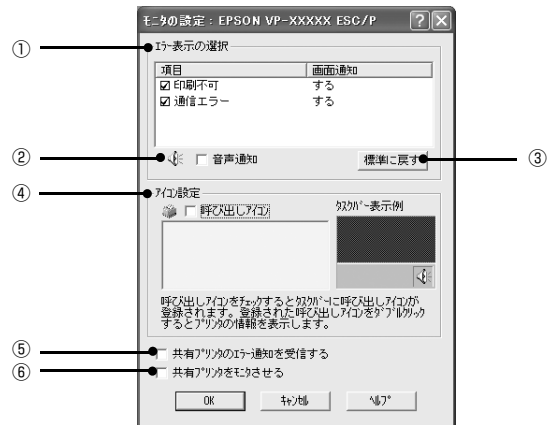 ﾓﾆﾀの設定 : EPSON VP-XXXXX ESC/P
①
ｴﾗｰ表示の選択
項目 画面通知
印刷不可 する
通信エラー する
②
音声通知
標準に戻す
③
④
ｱｲｺﾝ設定
呼び出しｱｲｺﾝ
ﾀｽｸﾊﾞｰ表示例
呼び出しｱｲｺﾝをﾁｪｯｸするとﾀｽｸﾊﾞｰに呼び出しｱｲｺﾝが
登録されます。登録された呼び出しｱｲｺﾝをﾀﾞﾌﾞﾙｸﾘｯｸ
するとﾌﾟﾘﾝﾀの情報を表示します。
⑤
共有ﾌﾟﾘﾝﾀのｴﾗｰ通知を受信する
⑥
共有ﾌﾟﾘﾝﾀをﾓﾆﾀさせる
OK ｷｬﾝｾﾙ ﾍﾙﾌﾟ